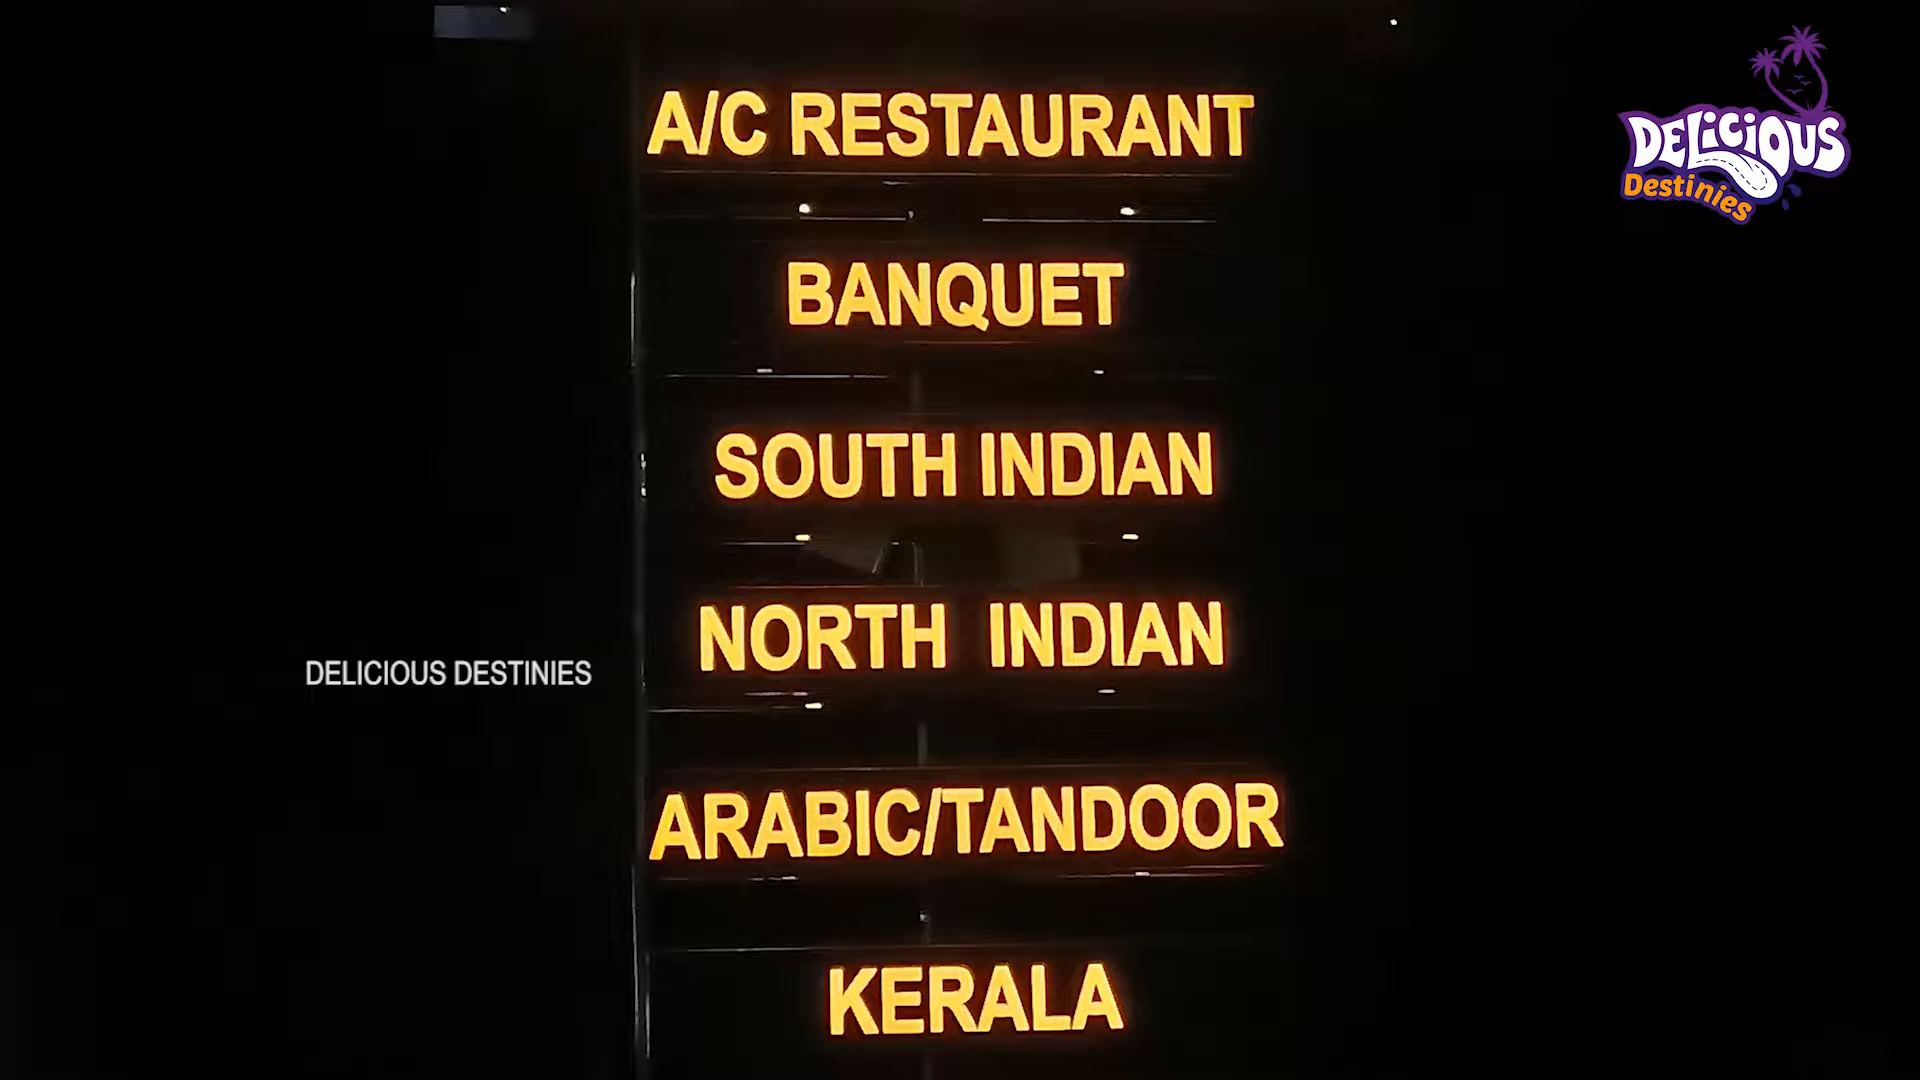 A/C RESTAURANT
DELICIOUS
Destinies
BANQUET
SOUTH INDIAN
NORTH INDIAN
DELICIOUS DESTINIES
ARABIC/TANDOOR
KERALA